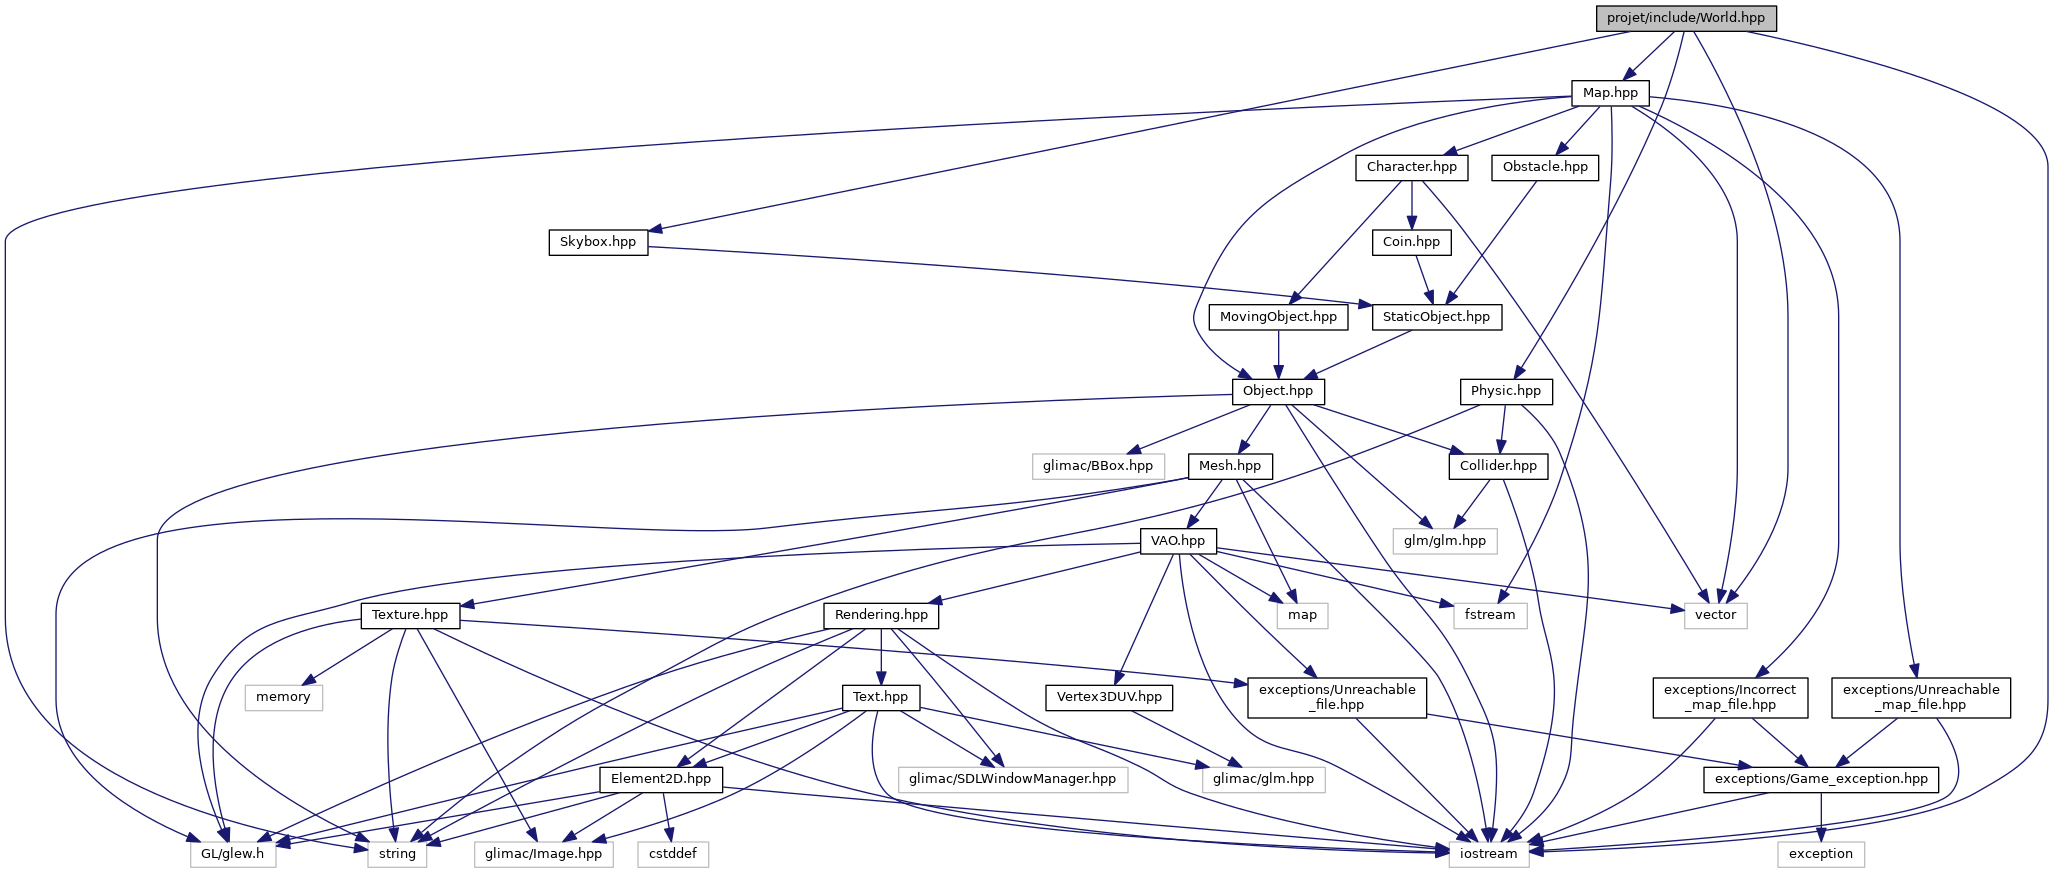 projet/include/World.hpp
Map.hpp
Character.hpp
Obstacle.hpp
Skybox.hpp
Coin.hpp
MovingObject.hpp
StaticObject.hpp
Object.hpp
Physic.hpp
glimac/BBox.hpp
Mesh.hpp
Collider.hpp
VAO.hpp
glm/glm.hpp
Texture.hpp
Rendering.hpp
map
fstream
vector
memory
Text.hpp
Vertex3DUV.hpp
exceptions/Unreachable
_file.hpp
exceptions/Incorrect
_map_file.hpp
exceptions/Unreachable
_map_file.hpp
Element2D.hpp
glimac/SDLWindowManager.hpp
glimac/glm.hpp
exceptions/Game_exception.hpp
GL/glew.h
string
glimac/Image.hpp
cstddef
iostream
exception